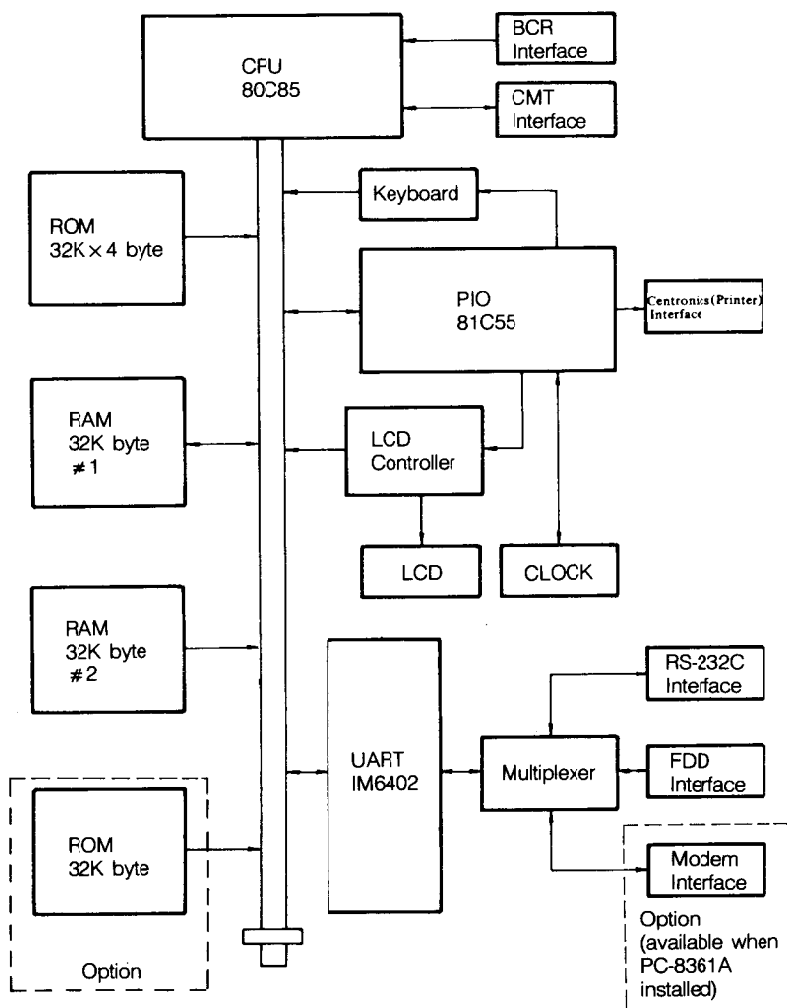 CPU
80C85
BCR
Interface
CMT
Interface
Keyboard
ROM
32K × 4 byte
PIO
81C55
Centronics (Printer)
Interface
RAM
32K byte
#1
LCD
Controller
LCD
CLOCK
RAM
32K byte
#2
UART
IM6402
Multiplexer
RS-232C
Interface
FDD
Interface
Modem
Interface
Option
(available when
PC-8361A
installed)
ROM
32K byte
Option